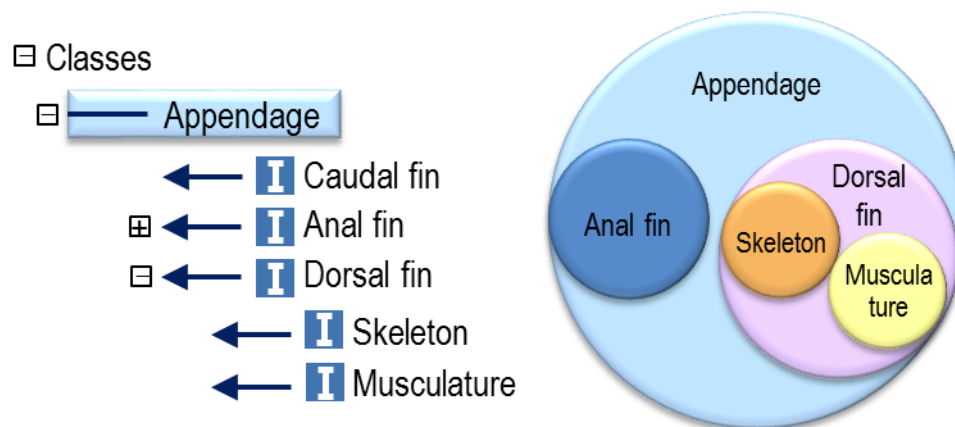 Classes
Appendage
I Caudal fin
I Anal fin
I Dorsal fin
I Skeleton
I Musculature
Appendage
Anal fin
Dorsal
fin
Skeleton
Muscula
ture